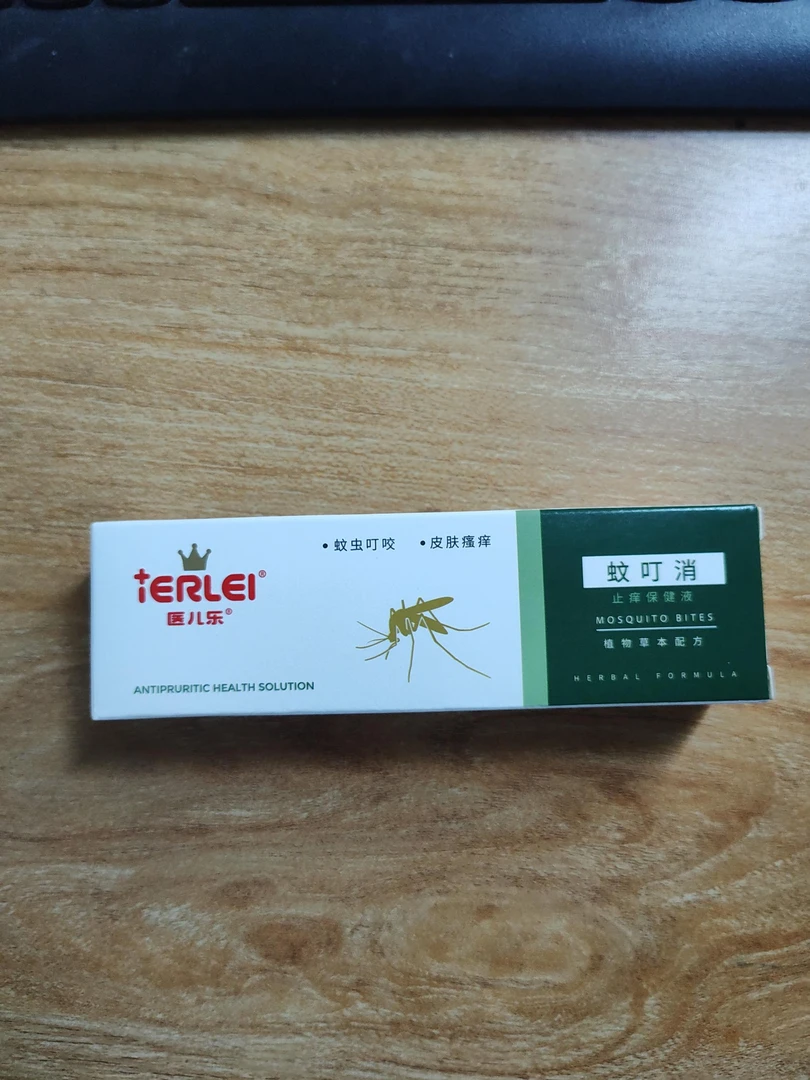 tERLEI®
医儿乐®
ANTIPRURITIC HEALTH SOLUTION
• 蚊虫叮咬 • 皮肤瘙痒
蚊叮消
止痒保健液
MOSQUITO BITES
植物草本配方
HERBAL FORMULA